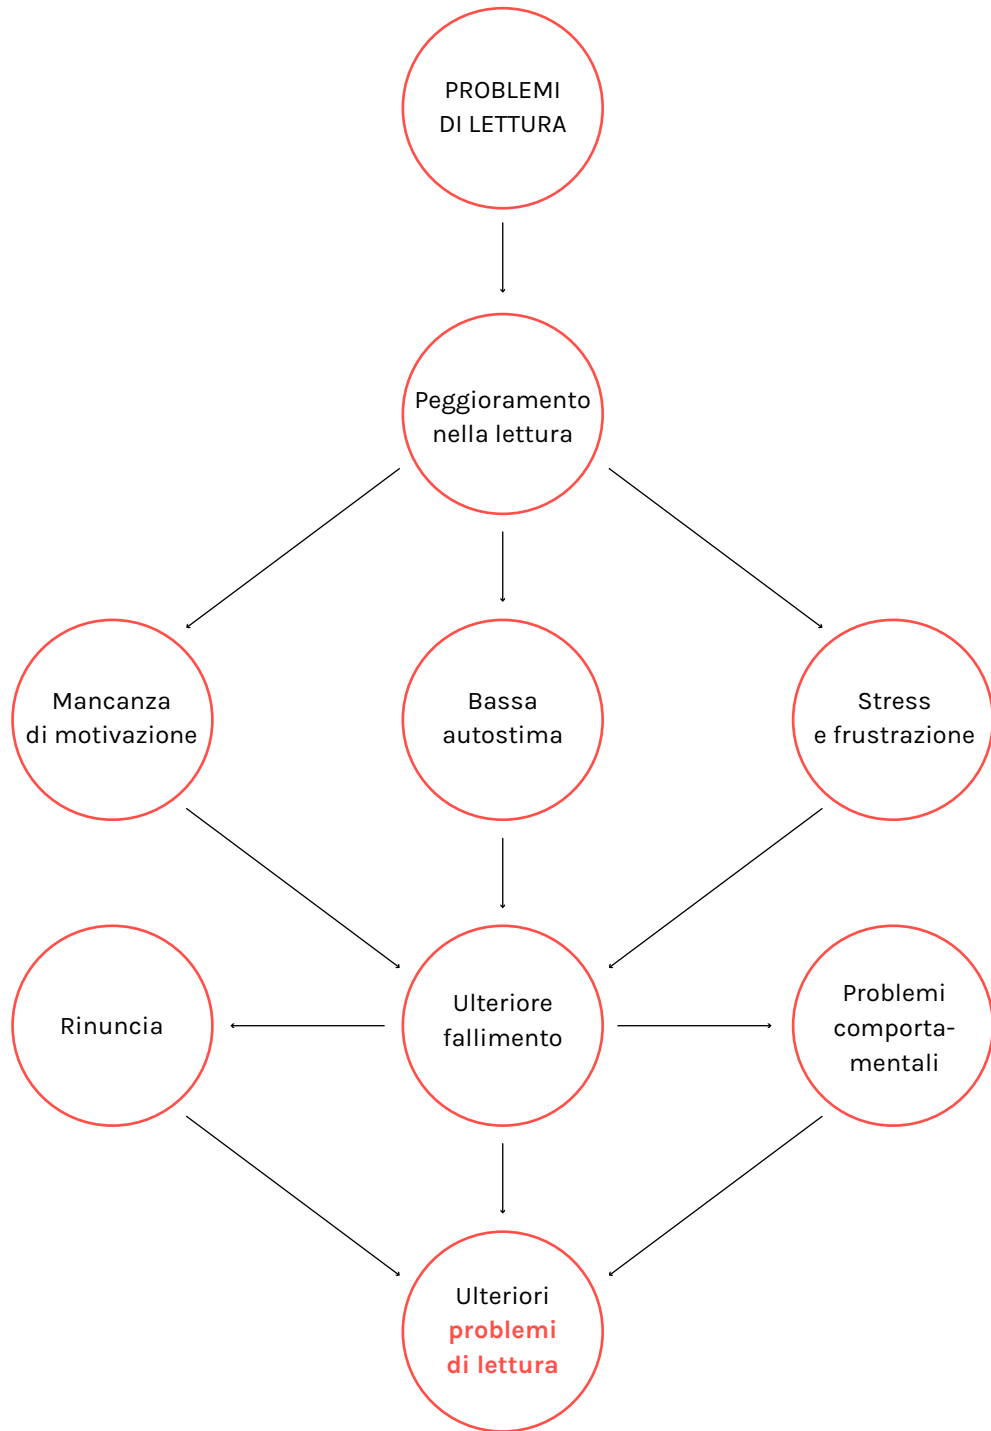 PROBLEMI
DI LETTURA
Peggioramento
nella lettura
Mancanza
di motivazione
Bassa
autostima
Stress
e frustrazione
Rinuncia
Ulteriore
fallimento
Problemi
comporta-
mentali
Ulteriori
problemi
di lettura